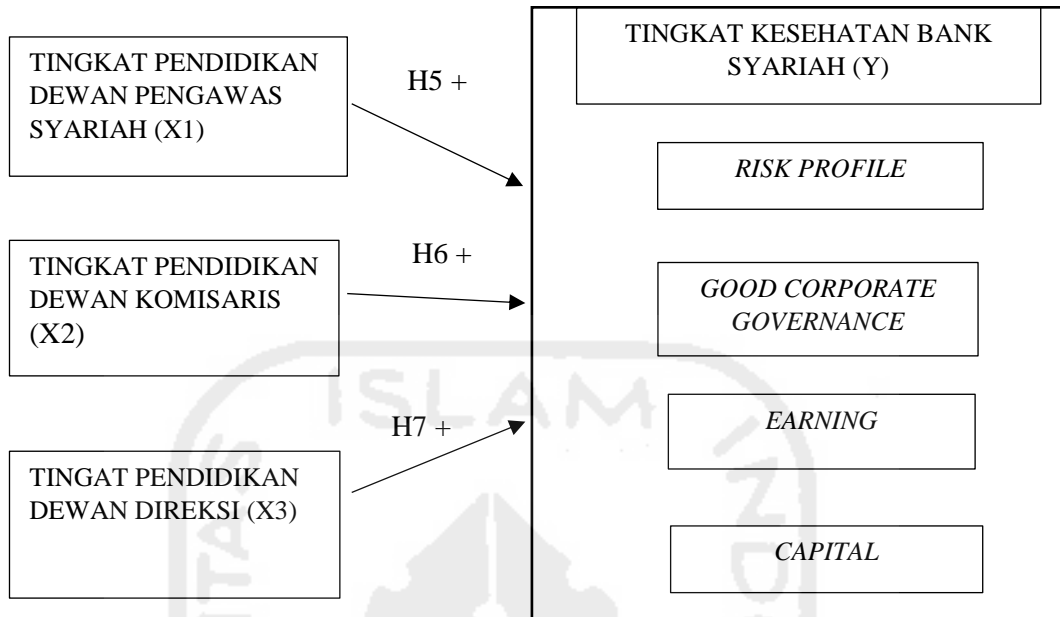 TINGKAT PENDIDIKAN
DEWAN PENGAWAS
SYARIAH (X1)
H5 +
TINGKAT PENDIDIKAN
DEWAN KOMISARIS
(X2)
H6 +
TINGAT PENDIDIKAN
DEWAN DIREKSI (X3)
H7 +
TINGKAT KESEHATAN BANK
SYARIAH (Y)
RISK PROFILE
GOOD CORPORATE
GOVERNANCE
EARNING
CAPITAL
ISLAM